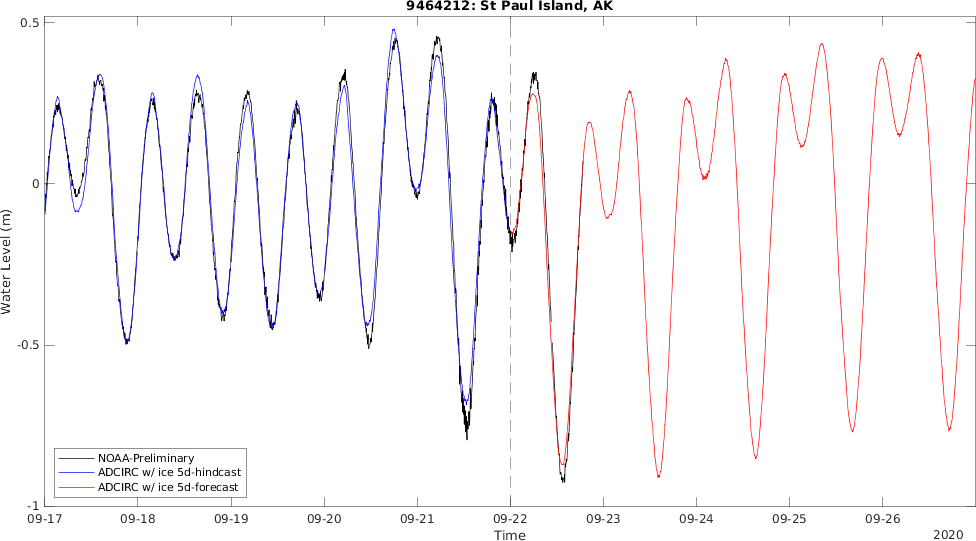 9464212: St Paul Island, AK
0.5
0
-0.5
-1
Water Level (m)
NOAA-Preliminary
ADCIRC w/ ice 5d-hindcast
ADCIRC w/ ice 5d-forecast
09-17 09-18 09-19 09-20 09-21 09-22 09-23 09-24 09-25 09-26
Time
2020